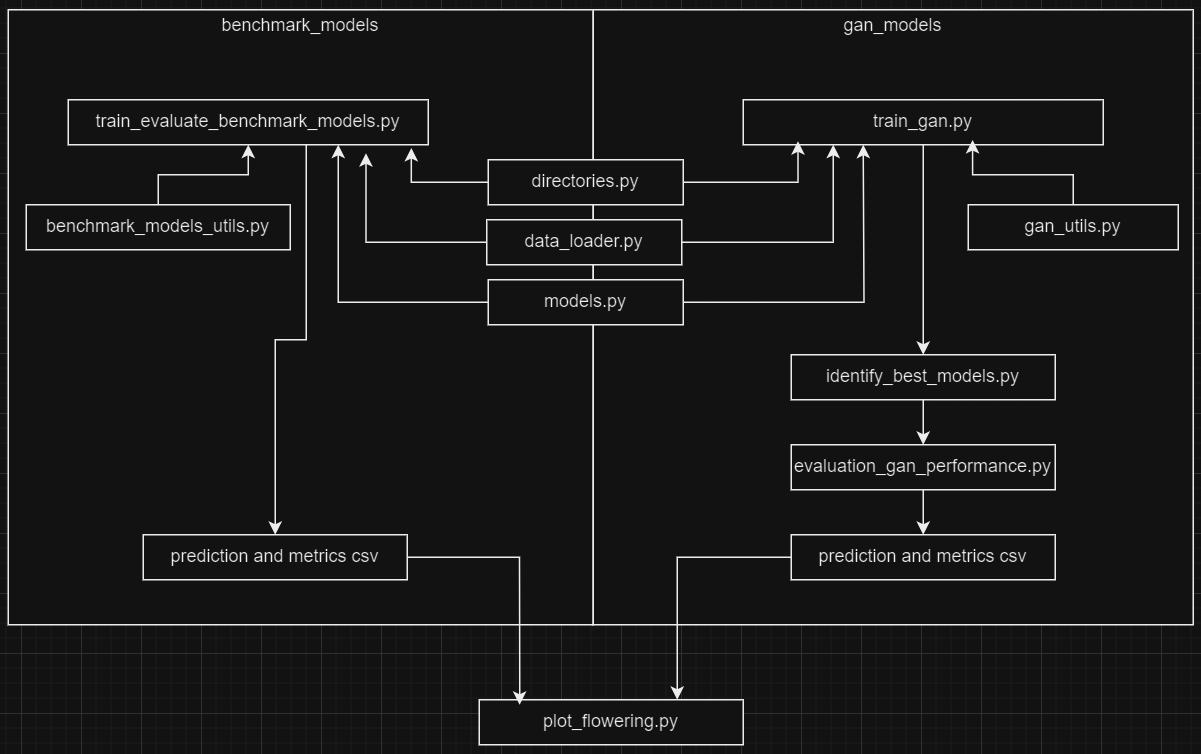 benchmark_models
gan_models
train_evaluate_benchmark_models.py
train_gan.py
directories.py
benchmark_models_utils.py
data_loader.py
gan_utils.py
models.py
identify_best_models.py
evaluation_gan_performance.py
prediction and metrics csv
prediction and metrics csv
plot_flowering.py